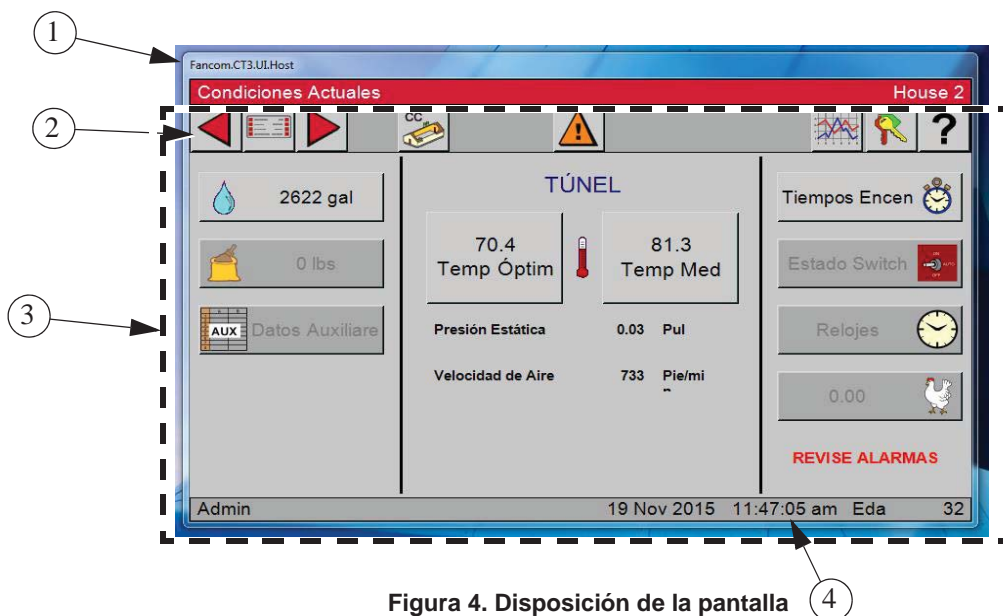 1
Fancom.CT3.UI.Host
Condiciones Actuales House 2
2
CC
?
TÚNEL
2622 gal
70.4
Temp Óptim
81.3
Temp Med
Tiempos Encen
0 lbs
Estado Switch
ON
AUTO
OFF
3
AUX Datos Auxiliare
Presión Estática 0.03 Pul
Relojes
Velocidad de Aire 733 Pie/mi
n
0.00
REVISE ALARMAS
Admin 19 Nov 2015 11:47:05 am Eda 32
Figura 4. Disposición de la pantalla
4